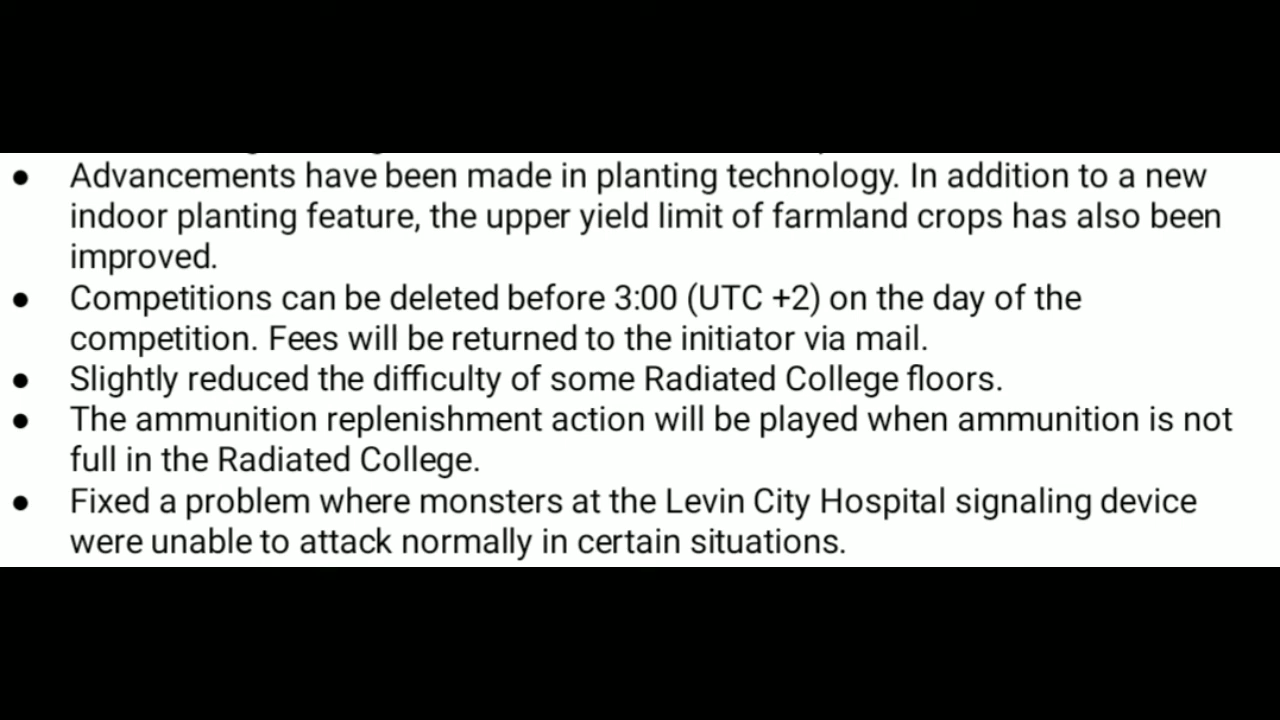 ● Advancements have been made in planting technology. In addition to a new
indoor planting feature, the upper yield limit of farmland crops has also been
improved.
● Competitions can be deleted before 3:00 (UTC +2) on the day of the
competition. Fees will be returned to the initiator via mail.
● Slightly reduced the difficulty of some Radiated College floors.
● The ammunition replenishment action will be played when ammunition is not
full in the Radiated College.
● Fixed a problem where monsters at the Levin City Hospital signaling device
were unable to attack normally in certain situations.